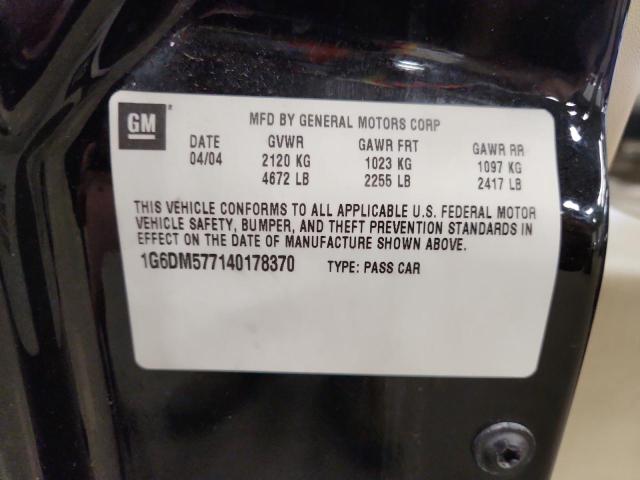 GM
MFD BY GENERAL MOTORS CORP
DATE GVWR GAWR FRT GAWR RR
04/04 2120 KG 1023 KG 1097 KG
4672 LB 2255 LB 2417 LB
THIS VEHICLE CONFORMS TO ALL APPLICABLE U.S. FEDERAL MOTOR
VEHICLE SAFETY, BUMPER, AND THEFT PREVENTION STANDARDS IN
EFFECT ON THE DATE OF MANUFACTURE SHOWN ABOVE.
1G6DM577140178370 TYPE: PASS CAR